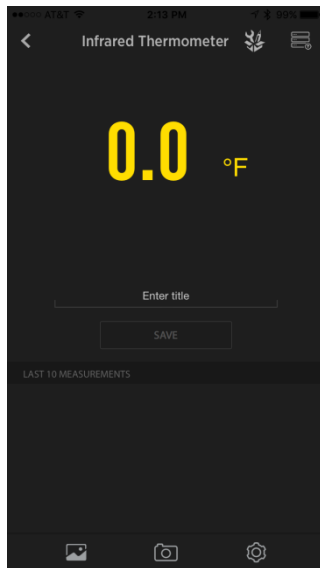 AT&T 2:13 PM 99%
Infrared Thermometer
0.0 °F
Enter title
SAVE
LAST 10 MEASUREMENTS